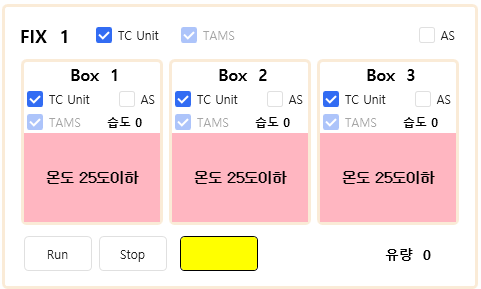 FIX 1 TC Unit TAMS AS
Box 1 Box 2 Box 3
TC Unit AS TC Unit AS TC Unit AS
TAMS 습도 0 TAMS 습도 0 TAMS 습도 0
온도 25도이하 온도 25도이하 온도 25도이하
Run Stop 유량 0